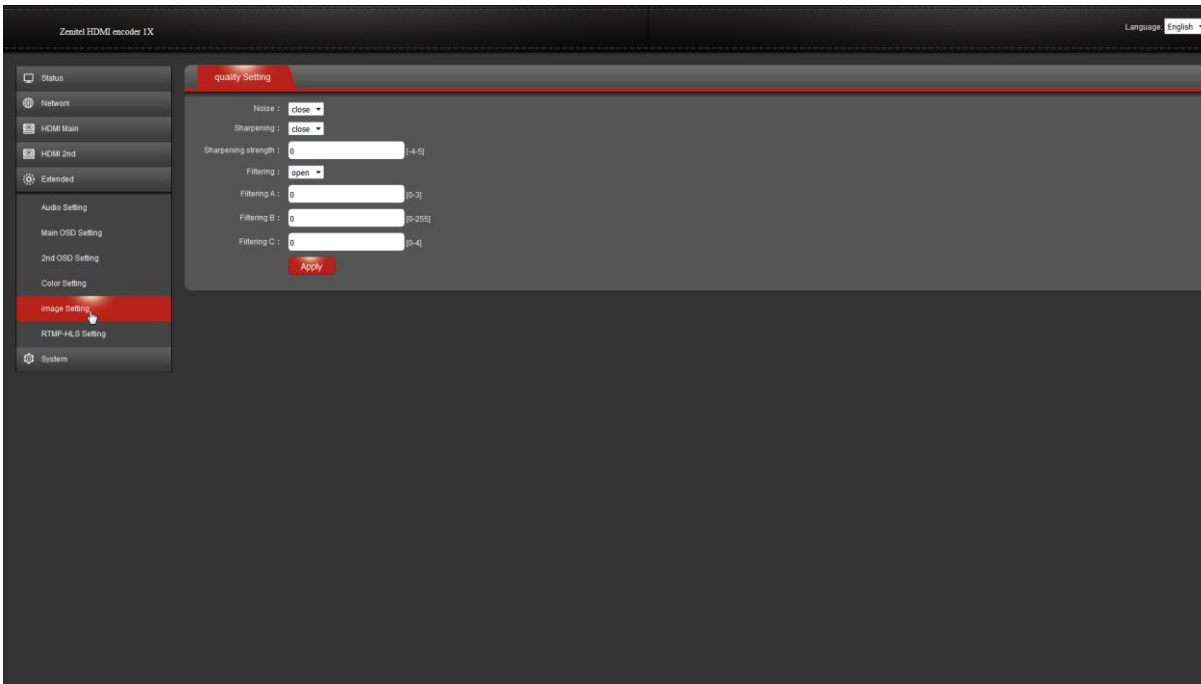 Zenitel HDMI encoder 1X
Language: English
Status
Network
HDMI Main
HDMI 2nd
Extended
Audio Setting
Main OSD Setting
2nd OSD Setting
Color Setting
image Setting
RTMP-HLS Setting
System
quality Setting
Noise : close
Sharpening : close
Sharpening strength : 0 [-4-5]
Filtering : open
Filtering A : 0 [0-3]
Filtering B : 0 [0-255]
Filtering C : 0 [0-4]
Apply